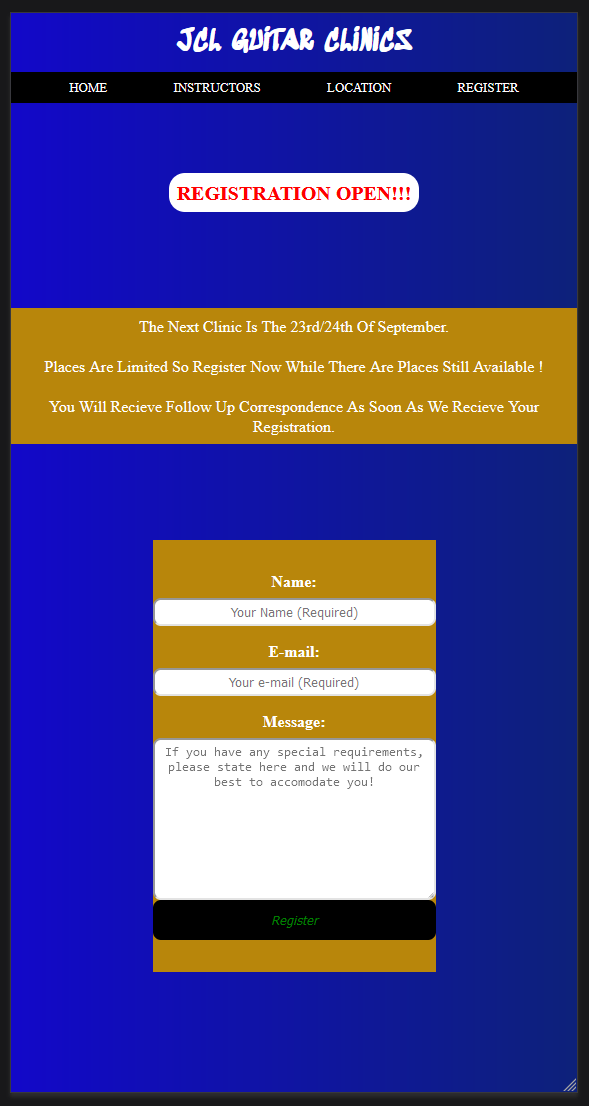 JCL GUITAR CLINICS
HOME INSTRUCTORS LOCATION REGISTER
REGISTRATION OPEN!!!
The Next Clinic Is The 23rd/24th Of September.
Places Are Limited So Register Now While There Are Places Still Available !
You Will Recieve Follow Up Correspondence As Soon As We Recieve Your
Registration.
Name:
Your Name (Required)
E-mail:
Your e-mail (Required)
Message:
If you have any special requirements,
please state here and we will do our
best to accomodate you!
Register